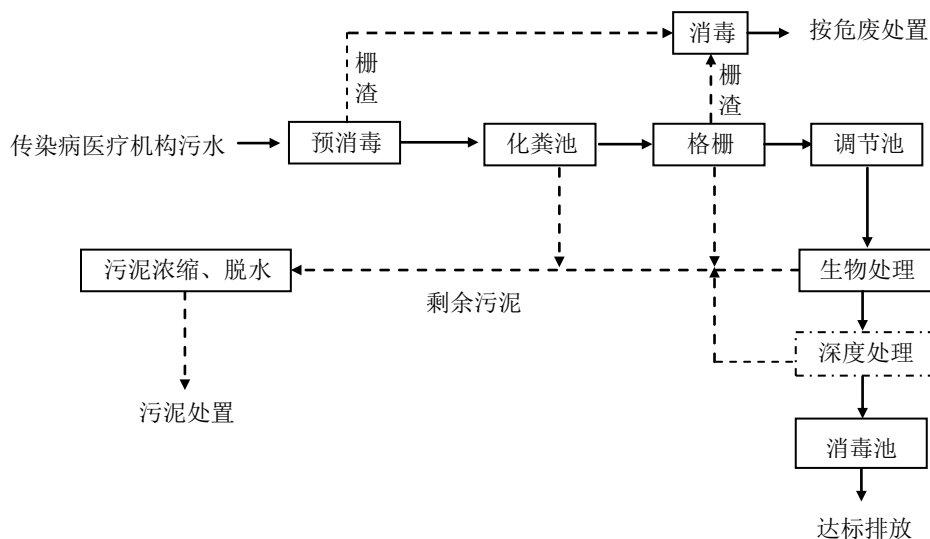 消毒
按危废处置
栅
渣
栅
渣
传染病医疗机构污水
预消毒
化粪池
格栅
调节池
污泥浓缩、脱水
生物处理
剩余污泥
深度处理
污泥处置
消毒池
达标排放